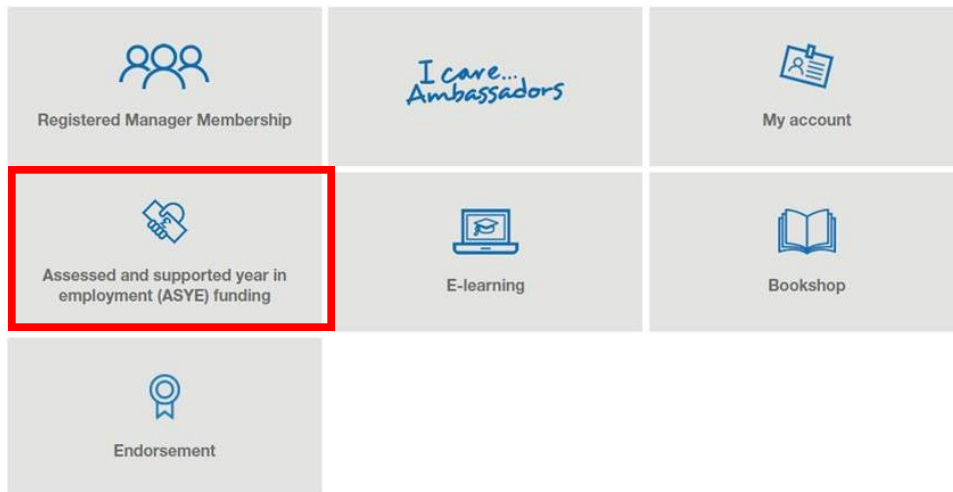 I care...
Ambassadors
Registered Manager Membership
My account
Assessed and supported year in
employment (ASYE) funding
E-learning
Bookshop
Endorsement